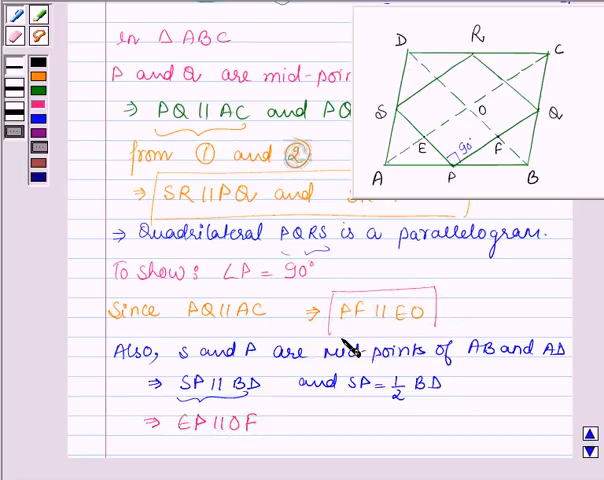 In Δ ABC
P and Q are mid-poin
⇒ PQ || AC and PQ
from ① and ②
⇒ SR || PQ and
⇒ Quadrilateral PQRS is a parallelogram.
To show: ∠P = 90°
Since PQ || AC ⇒ PF || EO
Also, S and P are mid-points of AB and AD
⇒ SP || BD and SP = 1/2 BD
⇒ EP || OF
D R C
S O Q
E 90° F
A P B